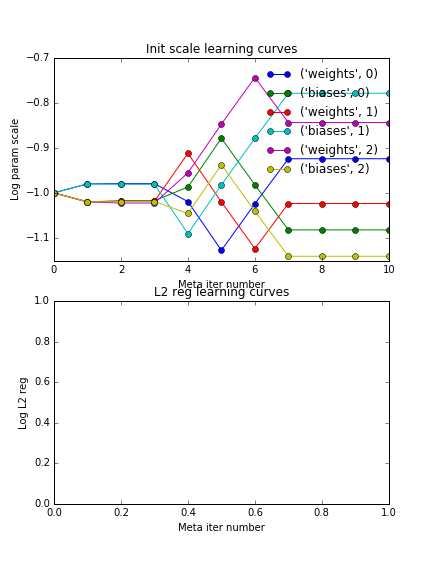 Init scale learning curves
−0.7
−0.8
−0.9
−1.0
−1.1
Log param scale
('weights', 0)
('biases', 0)
('weights', 1)
('biases', 1)
('weights', 2)
('biases', 2)
0 2 4 6 8 10
Meta iter number
L2 reg learning curves
1.0
0.8
0.6
0.4
0.2
0.0
Log L2 reg
0.0 0.2 0.4 0.6 0.8 1.0
Meta iter number